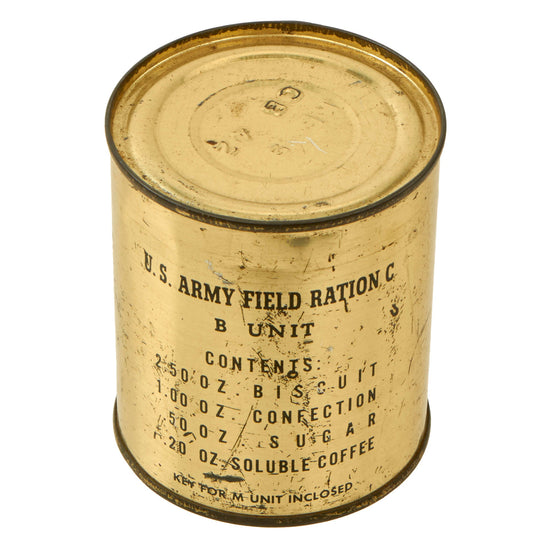 U.S. ARMY FIELD RATION C
B UNIT
CONTENTS:
2.50 OZ. BISCUIT
1.00 OZ. CONFECTION
.50 OZ. SUGAR
.20 OZ. SOLUBLE COFFEE
KEY FOR M UNIT INCLOSED